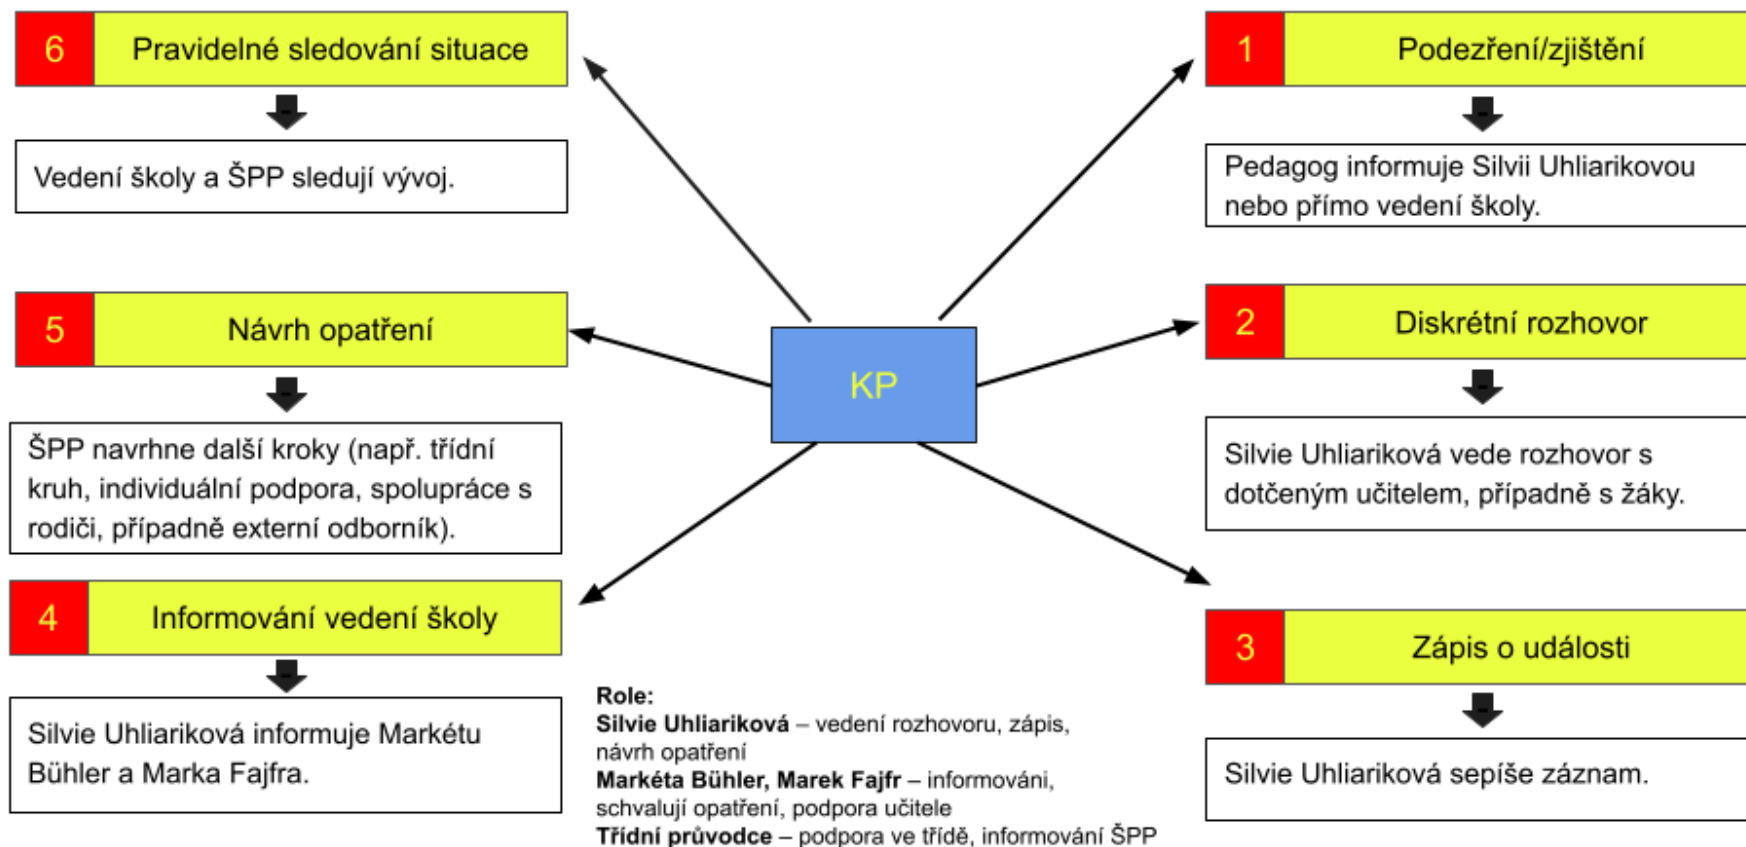 6
Pravidelné sledování situace
Vedení školy a ŠPP sledují vývoj.
5
Návrh opatření
ŠPP navrhne další kroky (např. třídní
kruh, individuální podpora, spolupráce s
rodiči, případně externí odborník).
4
Informování vedení školy
Silvie Uhliariková informuje Markétu
Bühler a Marka Fajfra.
KP
Role:
Silvie Uhliariková – vedení rozhovoru, zápis,
návrh opatření
Markéta Bühler, Marek Fajfr – informováni,
schvalují opatření, podpora učitele
Třídní průvodce – podpora ve třídě, informování ŠPP
1
Podezření/zjištění
Pedagog informuje Silvii Uhliarikovou
nebo přímo vedení školy.
2
Diskrétní rozhovor
Silvie Uhliariková vede rozhovor s
dotčeným učitelem, případně s žáky.
3
Zápis o události
Silvie Uhliariková sepíše záznam.